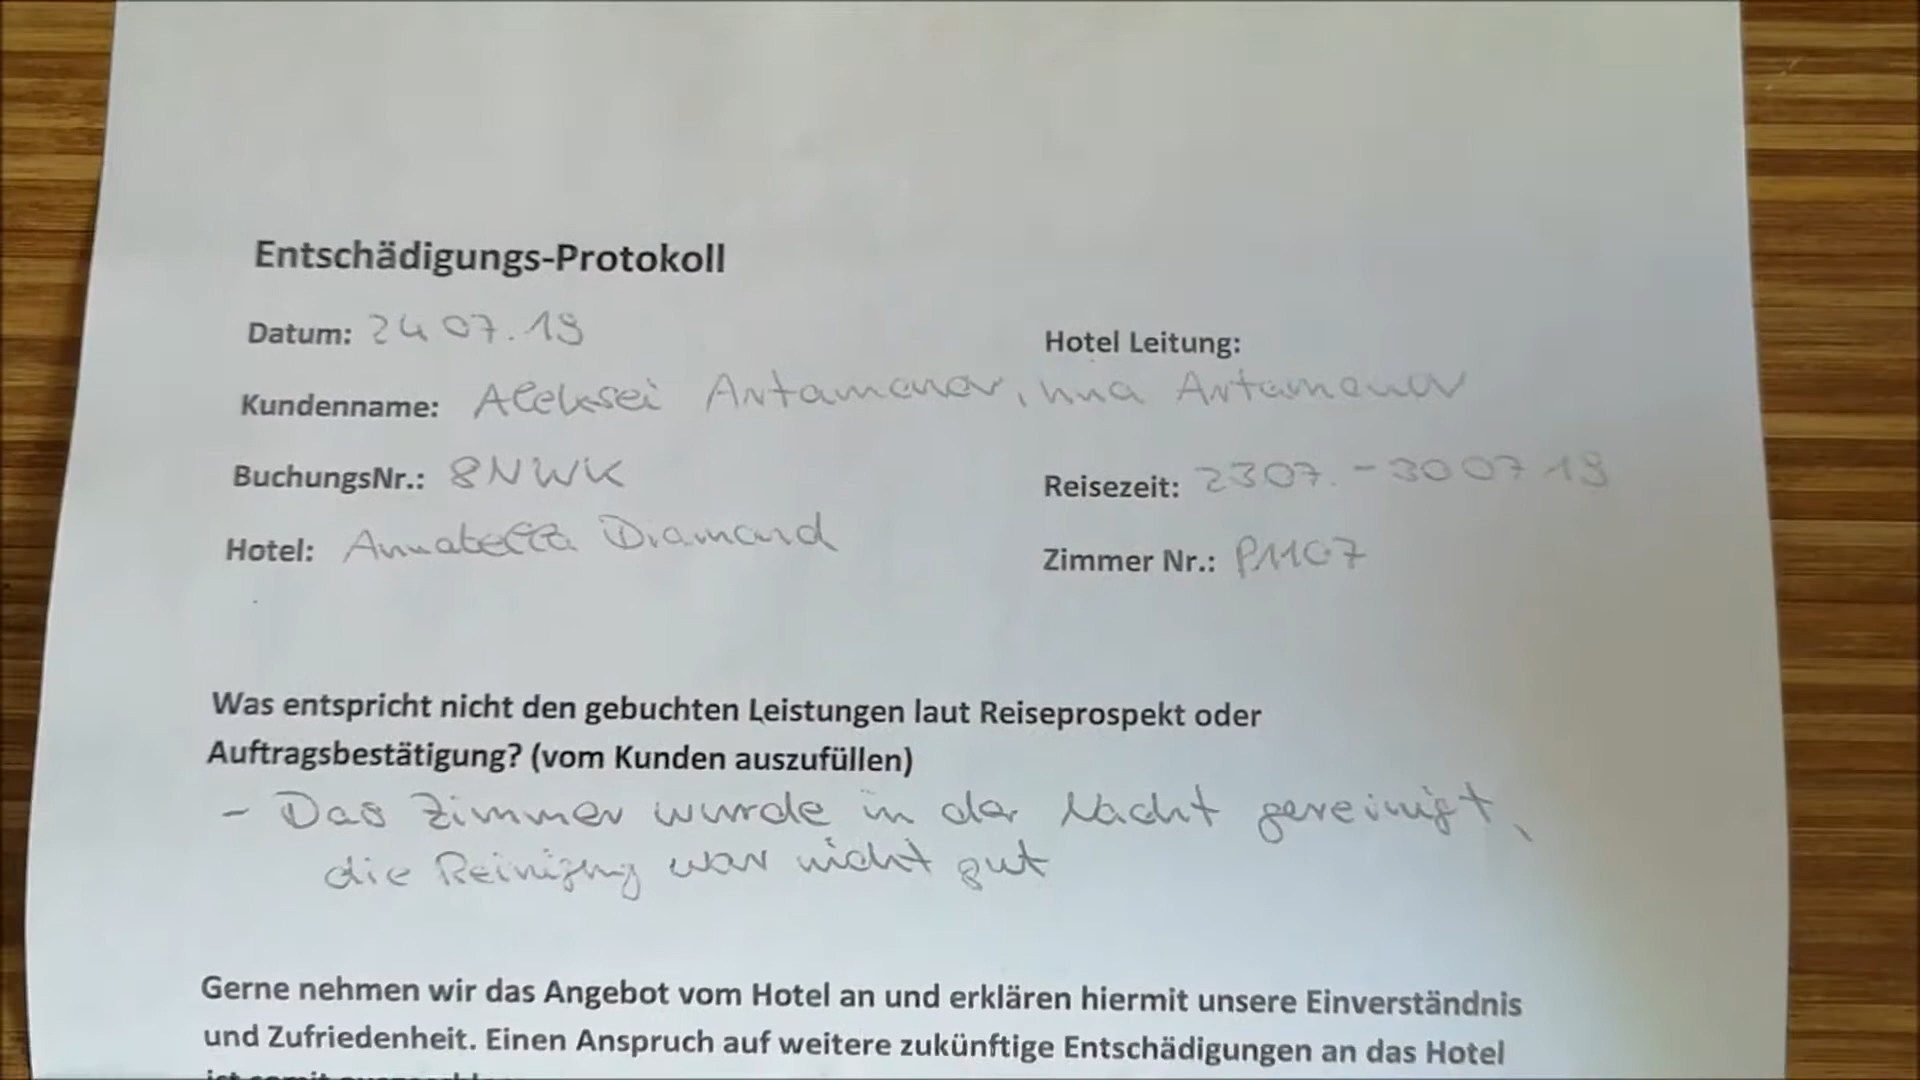 Entschädigungs-Protokoll
Datum: 24 07.19
Hotel Leitung:
Kundenname: Aleksei Artamonov, Inna Artamonov
BuchungsNr.: 8NWK
Reisezeit: 23 07. - 30 07 19
Hotel: Annabella Diamond
Zimmer Nr.: P1107
Was entspricht nicht den gebuchten Leistungen laut Reiseprospekt oder
Auftragsbestätigung? (vom Kunden auszufüllen)
- Das Zimmer wurde in der Nacht gereinigt,
die Reinigung war nicht gut
Gerne nehmen wir das Angebot vom Hotel an und erklären hiermit unsere Einverständnis
und Zufriedenheit. Einen Anspruch auf weitere zukünftige Entschädigungen an das Hotel